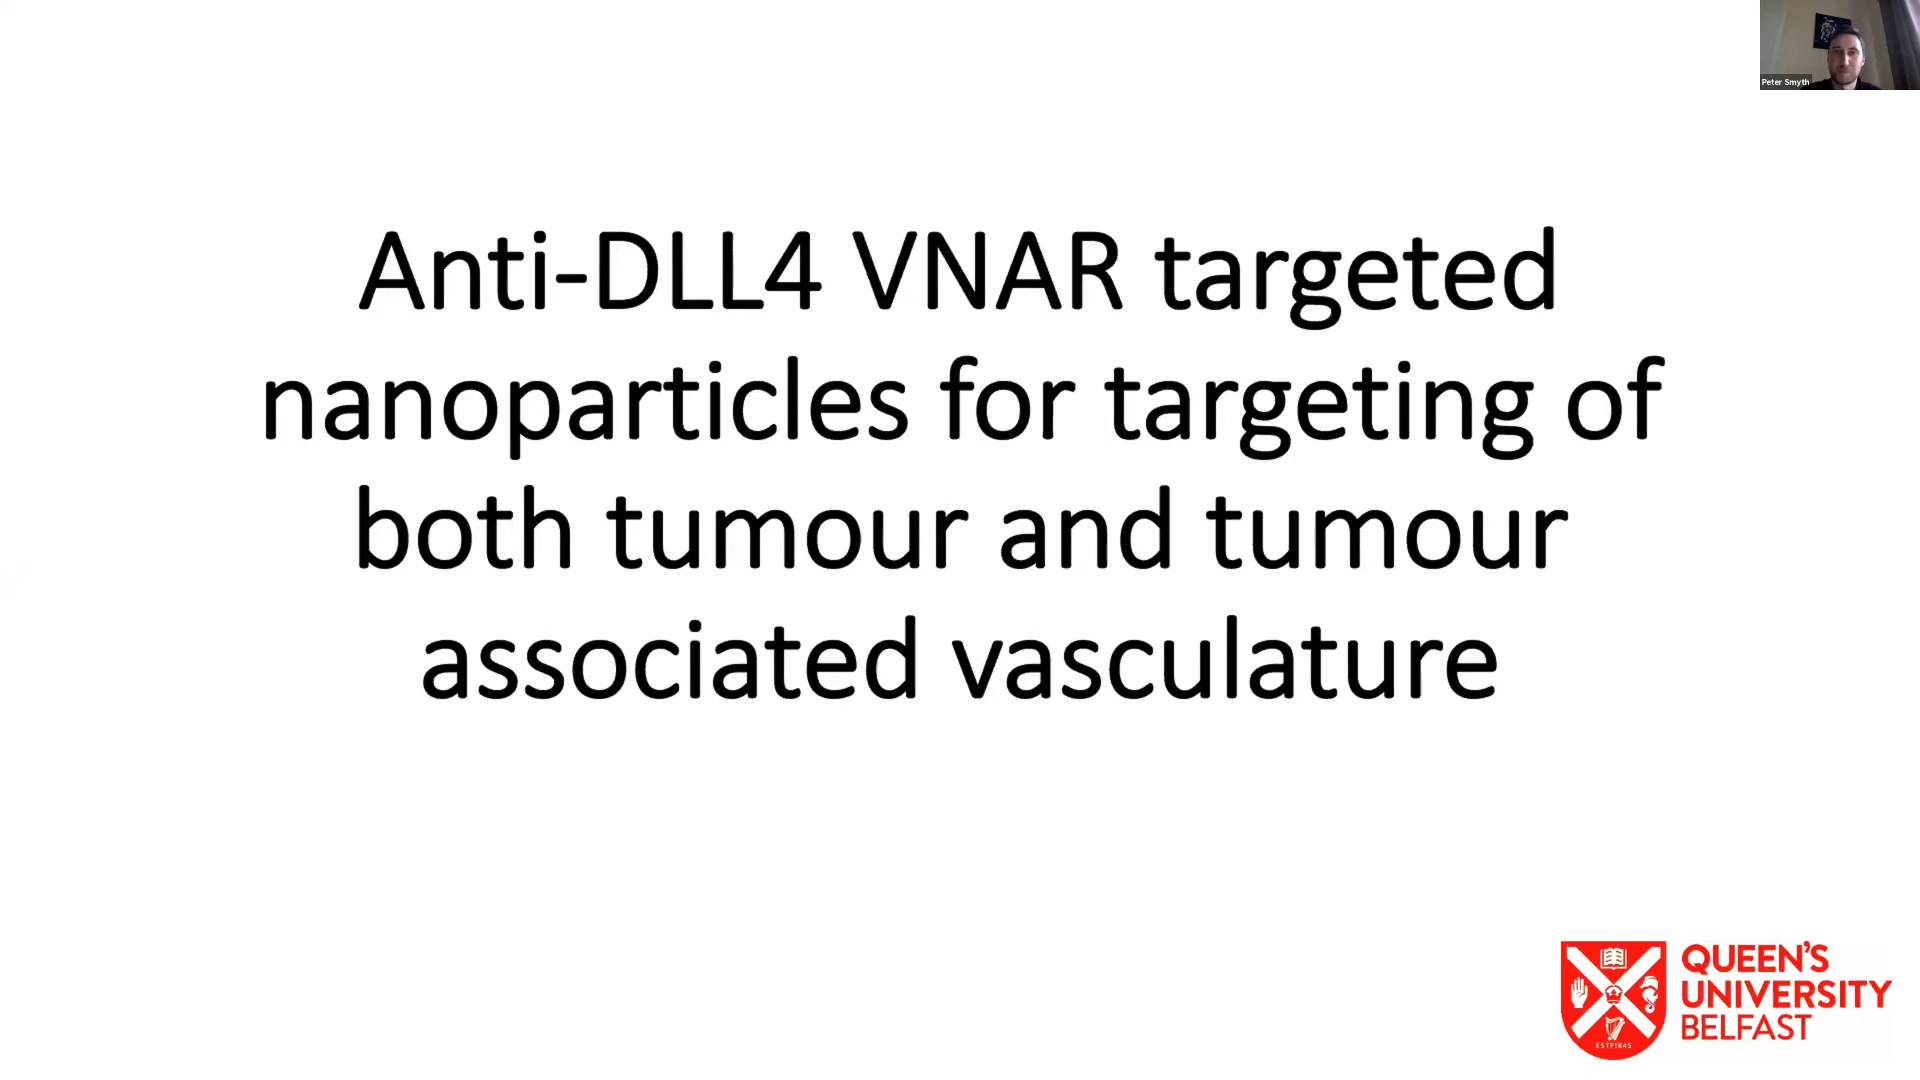 Peter Smyth
Anti-DLL4 VNAR targeted
nanoparticles for targeting of
both tumour and tumour
associated vasculature
QUEEN'S
UNIVERSITY
BELFAST
ESTD1845